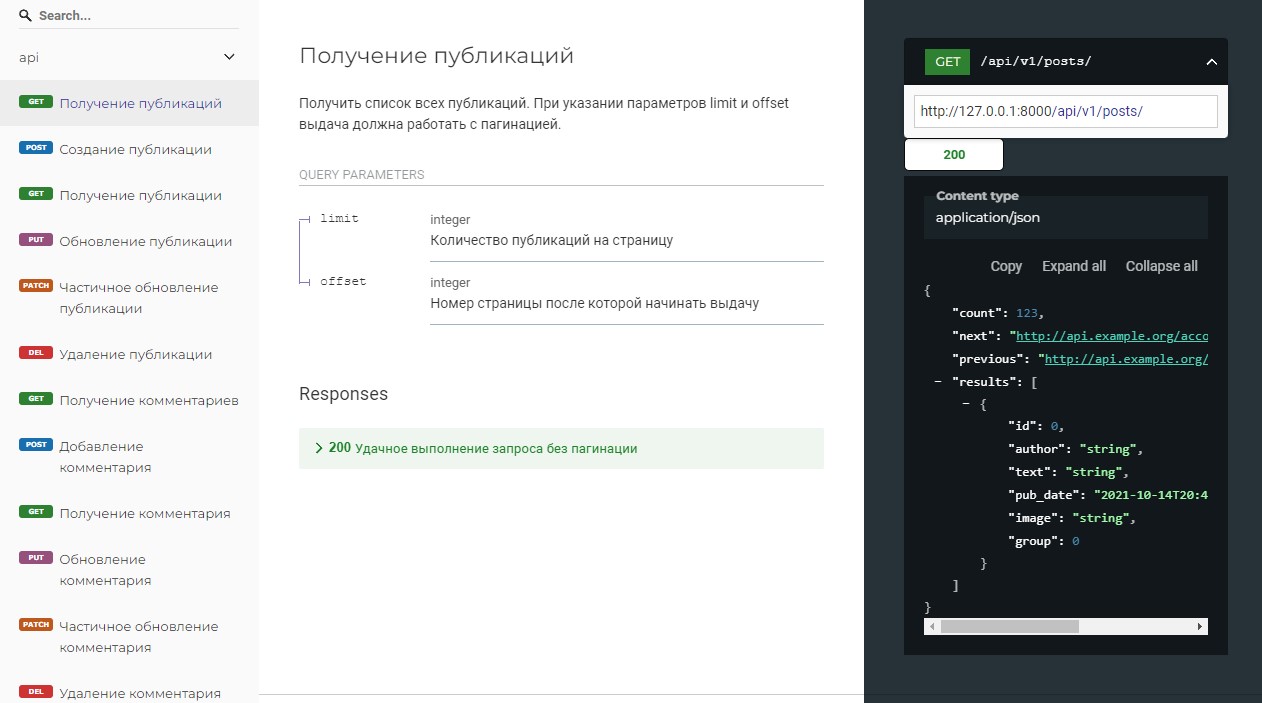 Search...
api
GET Получение публикаций
POST Создание публикации
GET Получение публикации
PUT Обновление публикации
PATCH Частичное обновление
публикации
DEL Удаление публикации
GET Получение комментариев
POST Добавление
комментария
GET Получение комментария
PUT Обновление
комментария
PATCH Частичное обновление
комментария
DEL Удаление комментария
Получение публикаций
Получить список всех публикаций. При указании параметров limit и offset
выдача должна работать с пагинацией.
QUERY PARAMETERS
limit integer
Количество публикаций на страницу
offset integer
Номер страницы после которой начинать выдачу
Responses
200 Удачное выполнение запроса без пагинации
GET /api/v1/posts/
http://127.0.0.1:8000/api/v1/posts/
200
Content type
application/json
Copy Expand all Collapse all
{
"count": 123,
"next": "http://api.example.org/acco
"previous": "http://api.example.org/
- "results": [
- {
"id": 0,
"author": "string",
"text": "string",
"pub_date": "2021-10-14T20:4
"image": "string",
"group": 0
}
]
}